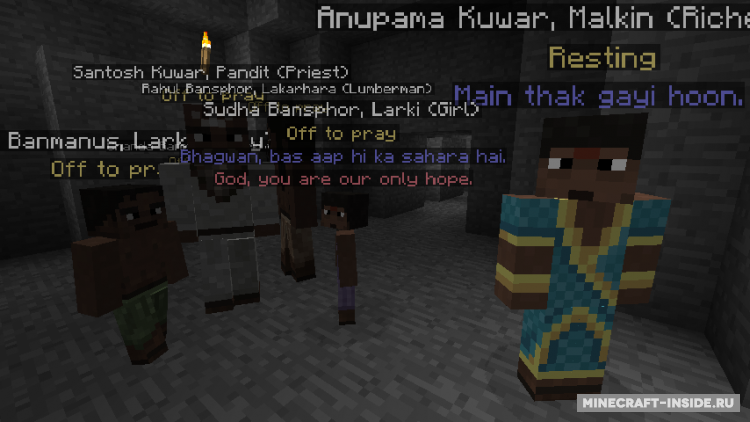 Anupama Kuwar, Malkin (Riche
Resting
Main thak gayi hoon.
Santosh Kuwar, Pandit (Priest)
Rahul Bansphor, Lakarhara (Lumberman)
Off to pray
Sudha Bansphor, Larki (Girl)
Off to pray
Bhagwan, bas aap hi ka sahara hai.
God, you are our only hope.
Banmanus, Lark
Off to pr
MINECRAFT-INSIDE.RU